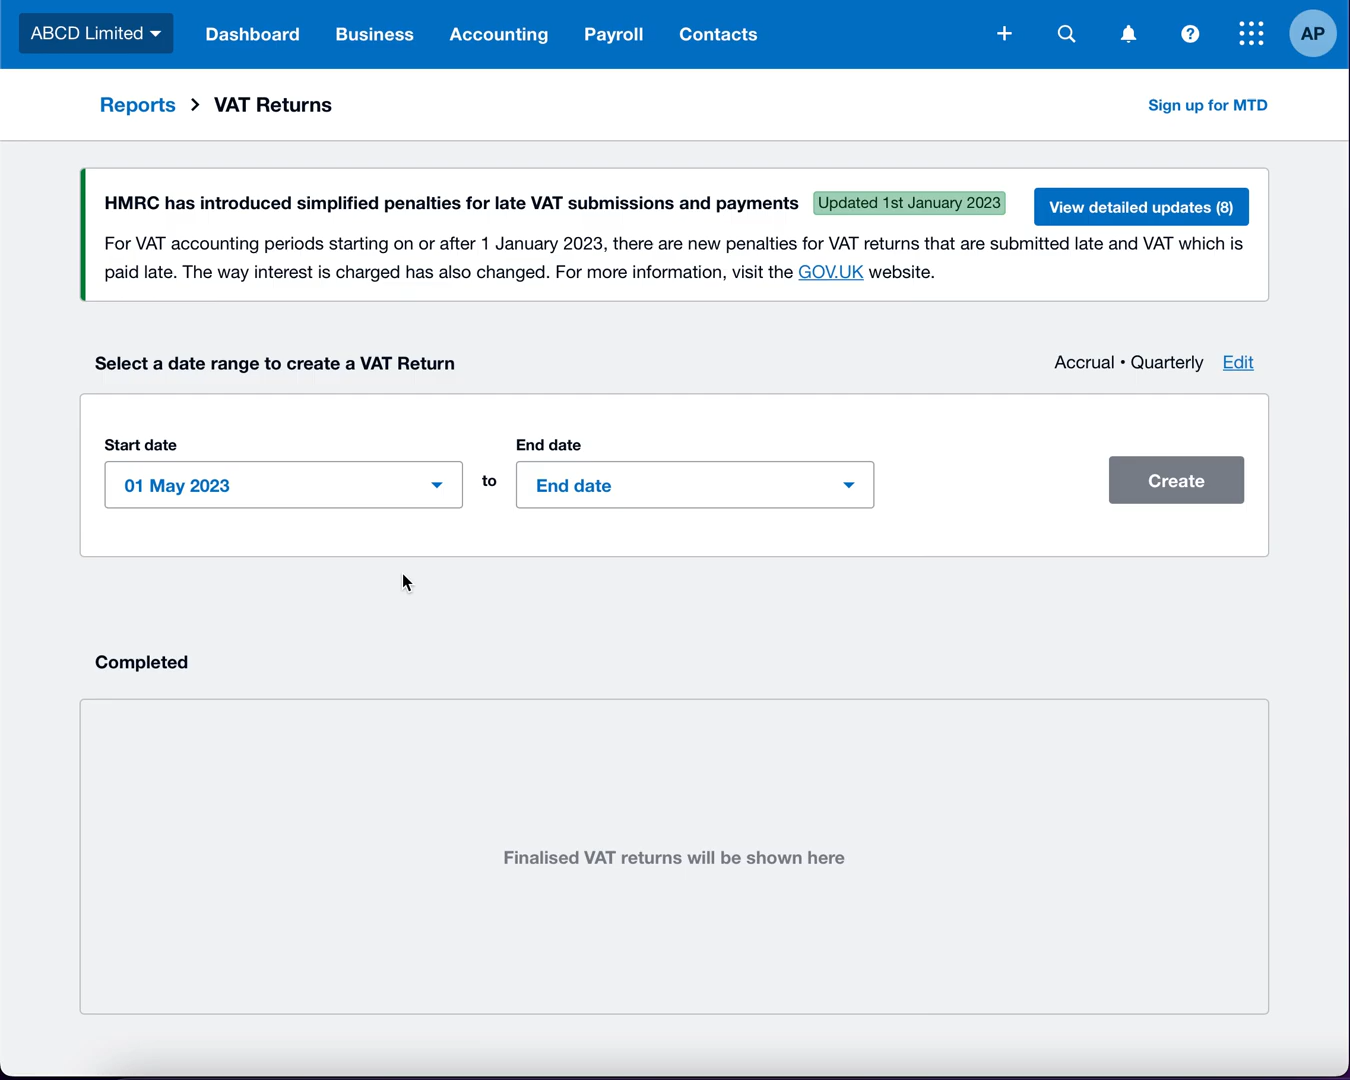 ABCD Limited
Dashboard
Business
Accounting
Payroll
Contacts
AP
Reports > VAT Returns
Sign up for MTD
HMRC has introduced simplified penalties for late VAT submissions and payments
Updated 1st January 2023
View detailed updates (8)
For VAT accounting periods starting on or after 1 January 2023, there are new penalties for VAT returns that are submitted late and VAT which is
paid late. The way interest is charged has also changed. For more information, visit the GOV.UK website.
Select a date range to create a VAT Return
Accrual • Quarterly
Edit
Start date
End date
01 May 2023
to
End date
Create
Completed
Finalised VAT returns will be shown here